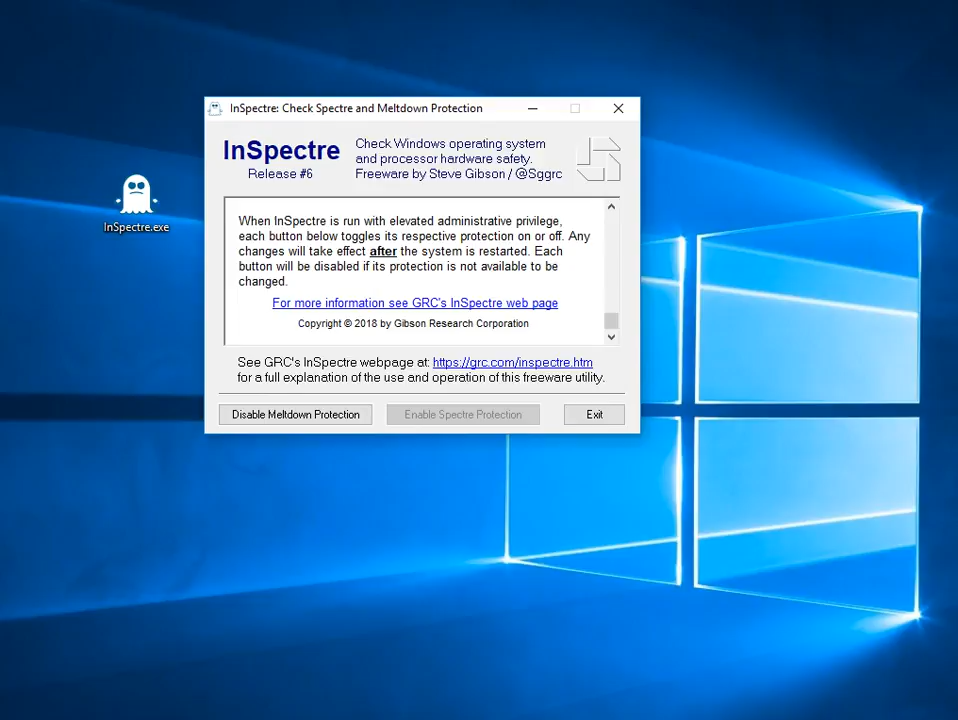 InSpectre: Check Spectre and Meltdown Protection
InSpectre
Release #6
Check Windows operating system
and processor hardware safety.
Freeware by Steve Gibson / @Sggrc
InSpectre.exe
When InSpectre is run with elevated administrative privilege,
each button below toggles its respective protection on or off. Any
changes will take effect after the system is restarted. Each
button will be disabled if its protection is not available to be
changed.
For more information see GRC's InSpectre web page
Copyright © 2018 by Gibson Research Corporation
See GRC's InSpectre webpage at: https://grc.com/inspectre.htm
for a full explanation of the use and operation of this freeware utility.
Disable Meltdown Protection
Enable Spectre Protection
Exit